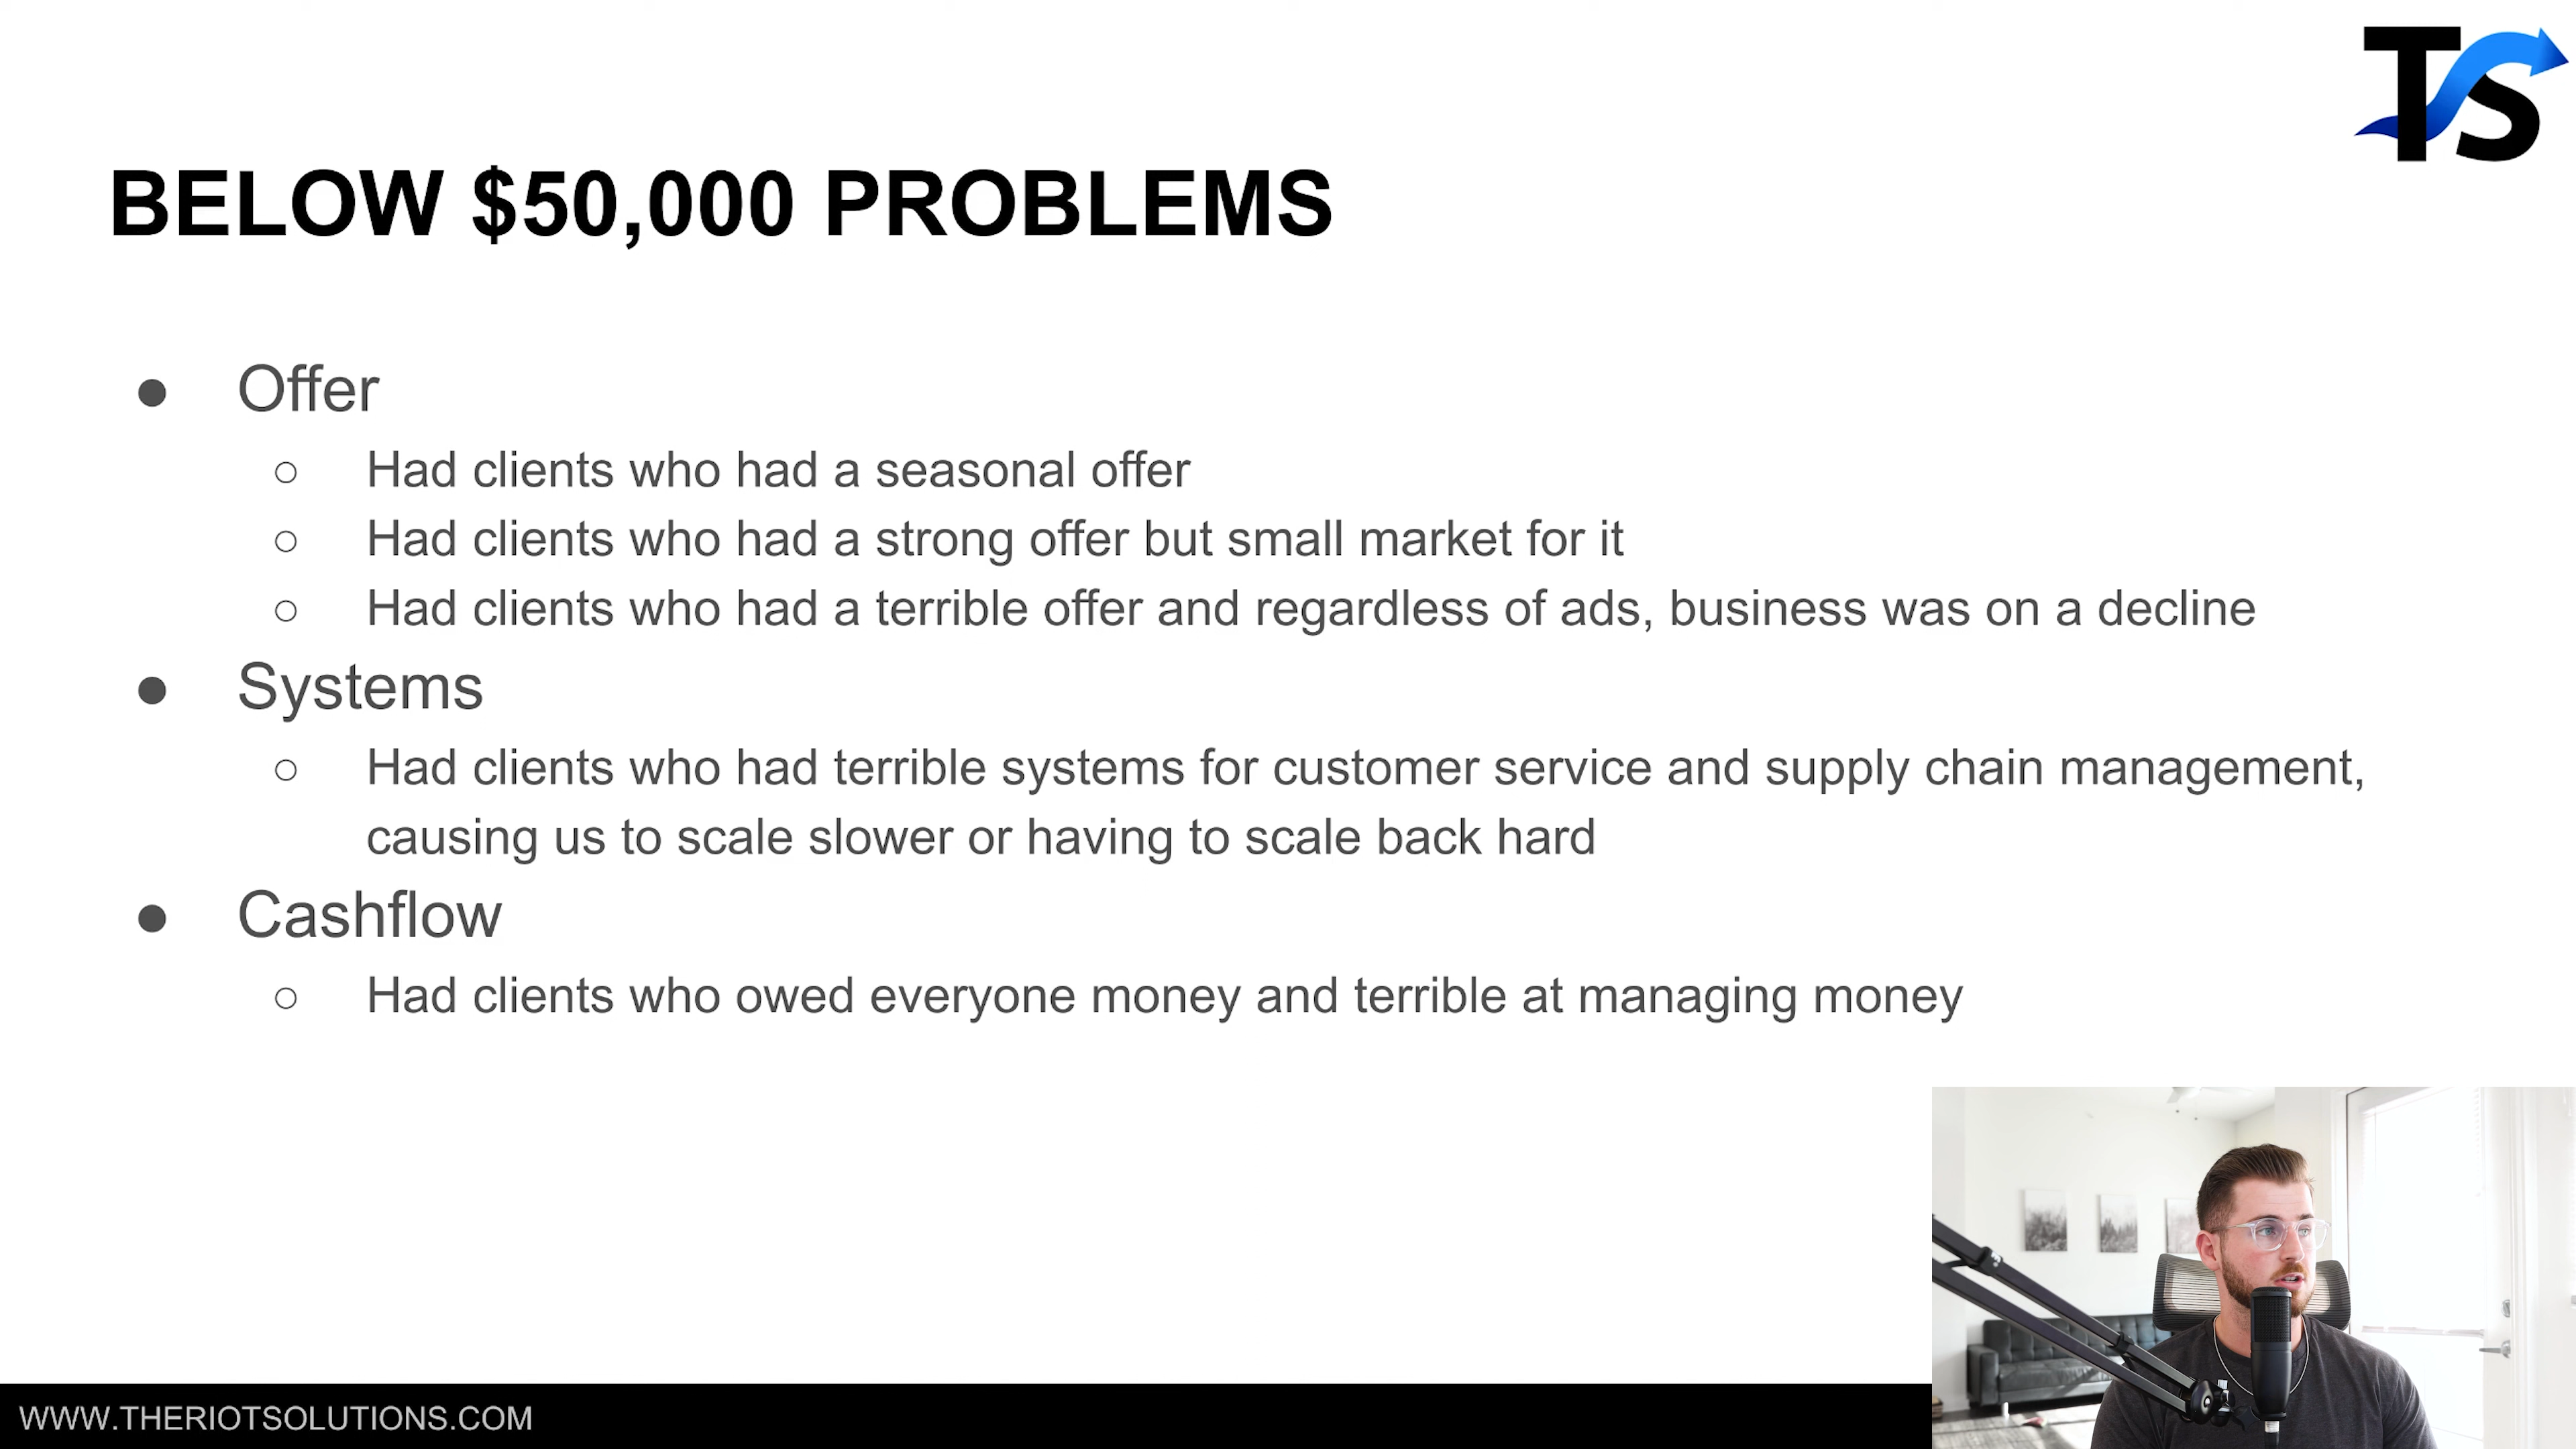 TS
BELOW $50,000 PROBLEMS
● Offer
○ Had clients who had a seasonal offer
○ Had clients who had a strong offer but small market for it
○ Had clients who had a terrible offer and regardless of ads, business was on a decline
● Systems
○ Had clients who had terrible systems for customer service and supply chain management,
causing us to scale slower or having to scale back hard
● Cashflow
○ Had clients who owed everyone money and terrible at managing money
WWW.THERIOTSOLUTIONS.COM